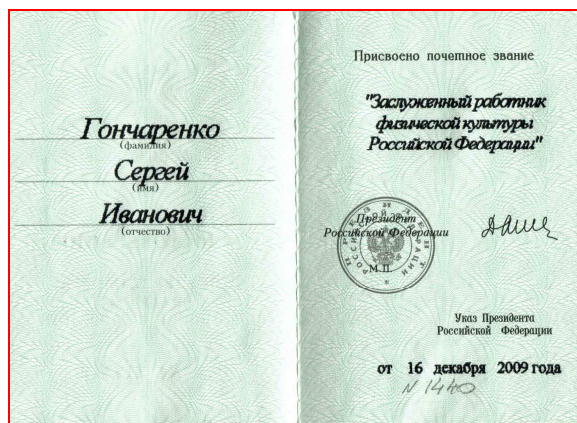 Гончаренко
(фамилия)
Сергей
(имя)
Иванович
(отчество)
Присвоено почетное звание
"Заслуженный работник
физической культуры
Российской Федерации"
Президент
Российской Федерации
М.П.
Указ Президента
Российской Федерации
от 16 декабря 2009 года
N 1440